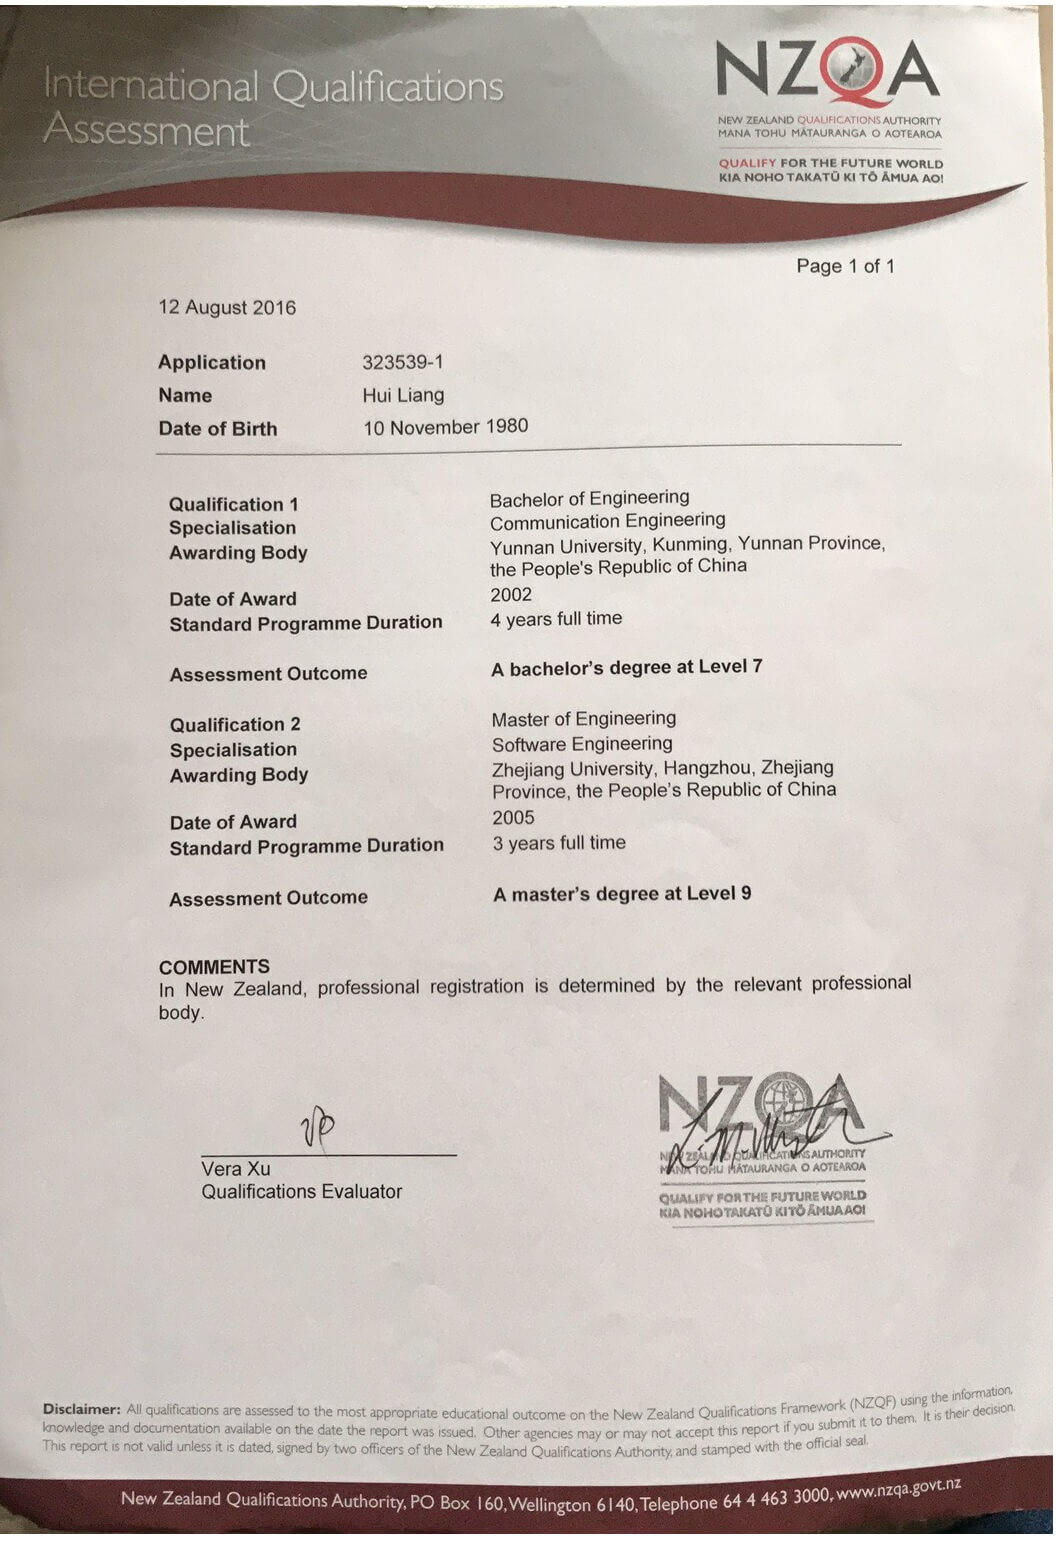 International Qualifications
Assessment
NZQA
NEW ZEALAND QUALIFICATIONS AUTHORITY
MANA TOHU MĀTAURANGA O AOTEAROA
QUALIFY FOR THE FUTURE WORLD
KIA NOHO TAKATŪ KI TŌ ĀMUA AO!
Page 1 of 1
12 August 2016
Application 323539-1
Name Hui Liang
Date of Birth 10 November 1980
Qualification 1 Bachelor of Engineering
Specialisation Communication Engineering
Awarding Body Yunnan University, Kunming, Yunnan Province,
the People's Republic of China
Date of Award 2002
Standard Programme Duration 4 years full time
Assessment Outcome A bachelor's degree at Level 7
Qualification 2 Master of Engineering
Specialisation Software Engineering
Awarding Body Zhejiang University, Hangzhou, Zhejiang
Province, the People's Republic of China
Date of Award 2005
Standard Programme Duration 3 years full time
Assessment Outcome A master's degree at Level 9
COMMENTS
In New Zealand, professional registration is determined by the relevant professional
body.
Vera Xu
Qualifications Evaluator
NZQA
NEW ZEALAND QUALIFICATIONS AUTHORITY
MANA TOHU MĀTAURANGA O AOTEAROA
QUALIFY FOR THE FUTURE WORLD
KIA NOHO TAKATŪ KI TŌ ĀMUA AO!
Disclaimer: All qualifications are assessed to the most appropriate educational outcome on the New Zealand Qualifications Framework (NZQF) using the information,
knowledge and documentation available on the date the report was issued. Other agencies may or may not accept this report if you submit it to them. It is their decision.
This report is not valid unless it is dated, signed by two officers of the New Zealand Qualifications Authority, and stamped with the official seal.
New Zealand Qualifications Authority, PO Box 160, Wellington 6140, Telephone 64 4 463 3000, www.nzqa.govt.nz